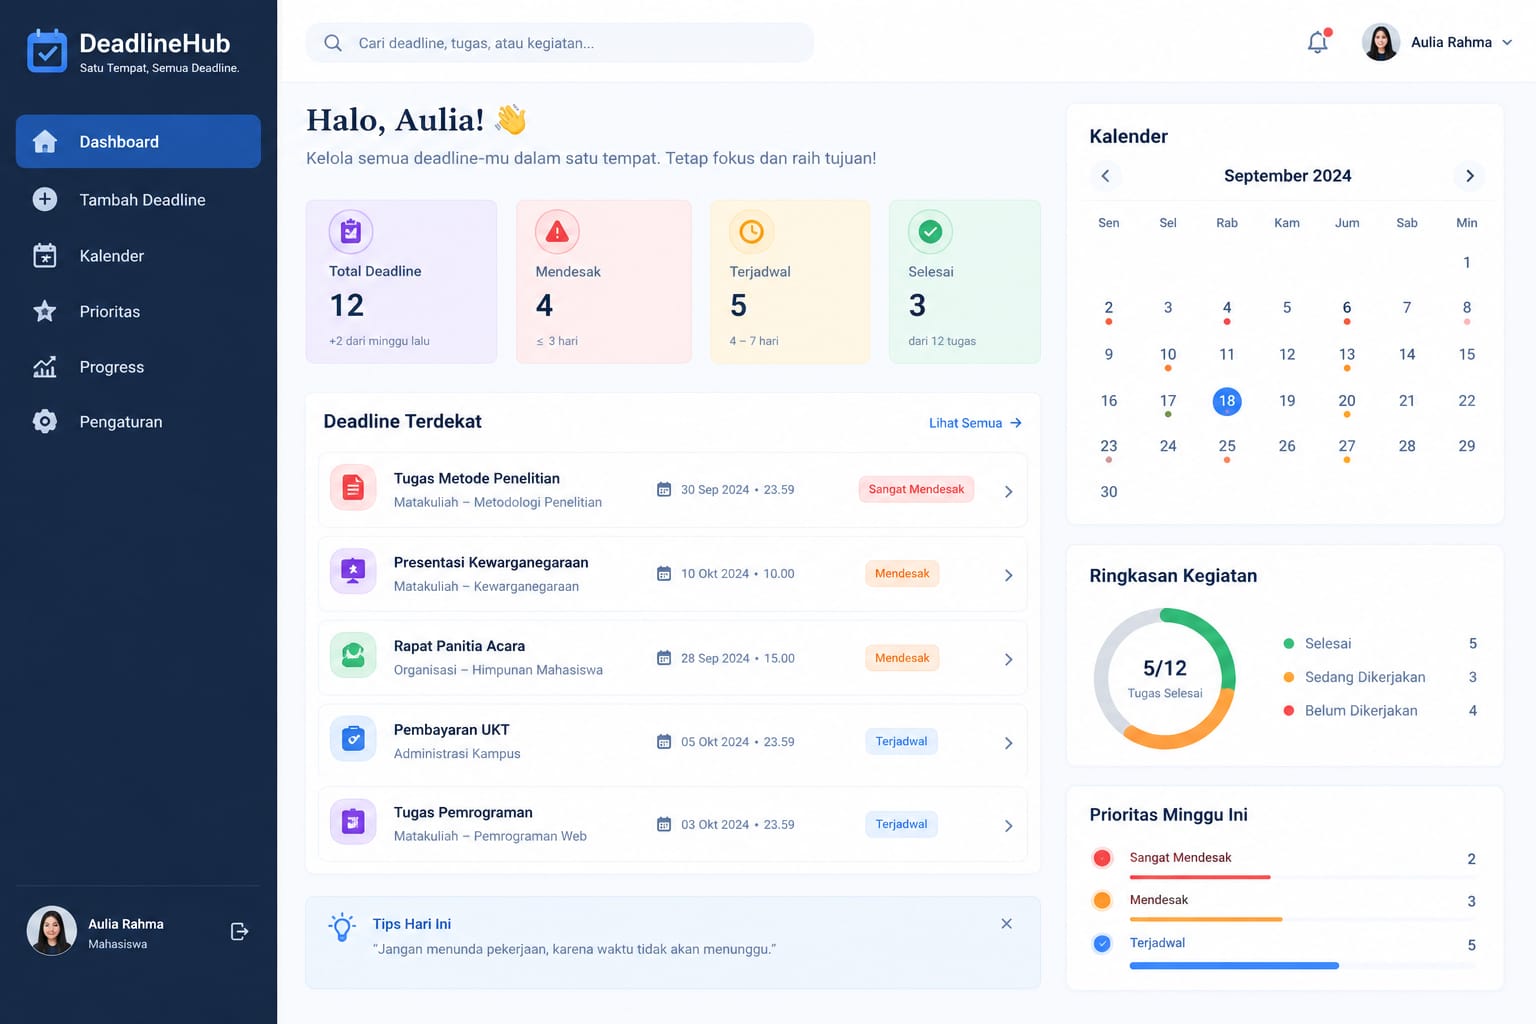 DeadlineHub
Satu Tempat, Semua Deadline.
Dashboard
Tambah Deadline
Kalender
Prioritas
Progress
Pengaturan
Aulia Rahma
Mahasiswa
Cari deadline, tugas, atau kegiatan...
Aulia Rahma
Halo, Aulia! 👋
Kelola semua deadline-mu dalam satu tempat. Tetap fokus dan raih tujuan!
Total Deadline
12
+2 dari minggu lalu
Mendesak
4
≤ 3 hari
Terjadwal
5
4 – 7 hari
Selesai
3
dari 12 tugas
Deadline Terdekat
Lihat Semua →
Tugas Metode Penelitian
Matakuliah – Metodologi Penelitian
30 Sep 2024 • 23.59
Sangat Mendesak
Presentasi Kewarganegaraan
Matakuliah – Kewarganegaraan
10 Okt 2024 • 10.00
Mendesak
Rapat Panitia Acara
Organisasi – Himpunan Mahasiswa
28 Sep 2024 • 15.00
Mendesak
Pembayaran UKT
Administrasi Kampus
05 Okt 2024 • 23.59
Terjadwal
Tugas Pemrograman
Matakuliah – Pemrograman Web
03 Okt 2024 • 23.59
Terjadwal
Tips Hari Ini
“Jangan menunda pekerjaan, karena waktu tidak akan menunggu.”
Kalender
September 2024
Sen Sel Rab Kam Jum Sab Min
1
2 3 4 5 6 7 8
9 10 11 12 13 14 15
16 17 18 19 20 21 22
23 24 25 26 27 28 29
30
Ringkasan Kegiatan
5/12
Tugas Selesai
Selesai 5
Sedang Dikerjakan 3
Belum Dikerjakan 4
Prioritas Minggu Ini
Sangat Mendesak 2
Mendesak 3
Terjadwal 5